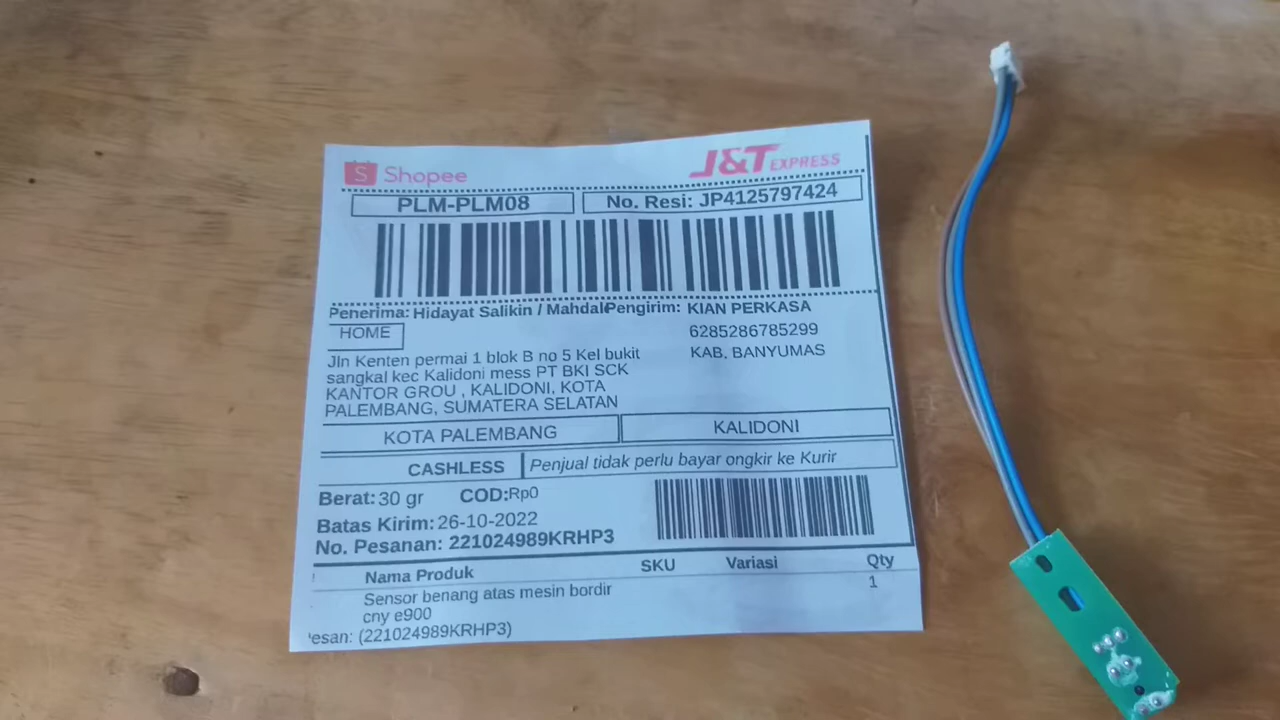 Shopee
J&T EXPRESS
PLM-PLM08
No. Resi: JP4125797424
Penerima: Hidayat Salikin / Mahdal
Pengirim: KIAN PERKASA
HOME
6285286785299
KAB, BANYUMAS
Jln Kenten permai 1 blok B no 5 Kel bukit
sangkal kec Kalidoni mess PT BKI SCK
KANTOR GROU , KALIDONI, KOTA
PALEMBANG, SUMATERA SELATAN
KOTA PALEMBANG
KALIDONI
CASHLESS
Penjual tidak perlu bayar ongkir ke Kurir
Berat: 30 gr COD:Rp0
Batas Kirim: 26-10-2022
No. Pesanan: 221024989KRHP3
Nama Produk SKU Variasi Qty
Sensor benang atas mesin bordir 1
cny e900
esan: (221024989KRHP3)